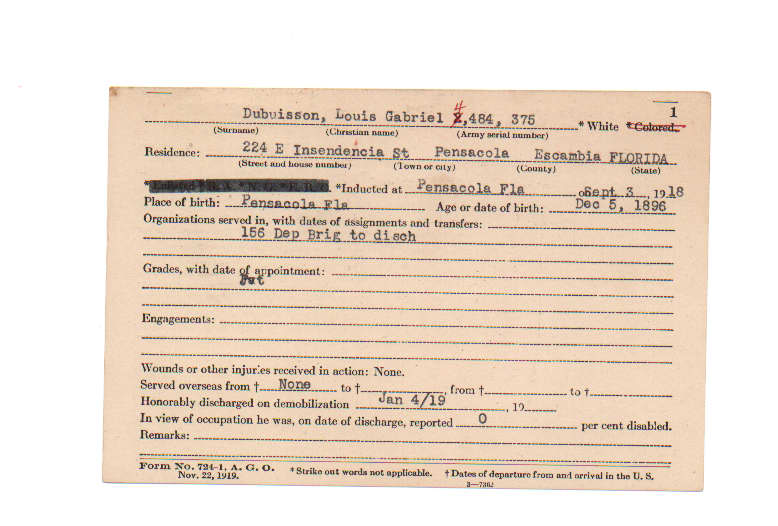 1
Dubuisson, Louis Gabriel 4,484, 375 * White * Colored.
(Surname) (Christian name) (Army serial number)
Residence: 224 E Insendencia St Pensacola Escambia FLORIDA
(Street and house number) (Town or city) (County) (State)
*Inducted at Pensacola Fla on Sept 3, 1918
Place of birth: Pensacola Fla Age or date of birth: Dec 5, 1896
Organizations served in, with dates of assignments and transfers:
156 Dep Brig to disch
Grades, with date of appointment:
Pvt
Engagements:
Wounds or other injuries received in action: None.
Served overseas from † None to †, from † to †
Honorably discharged on demobilization Jan 4/19, 19
In view of occupation he was, on date of discharge, reported 0 per cent disabled.
Remarks:
Form No. 724-1, A. G. O. * Strike out words not applicable. † Dates of departure from and arrival in the U. S.
Nov. 22, 1919. 3—7362